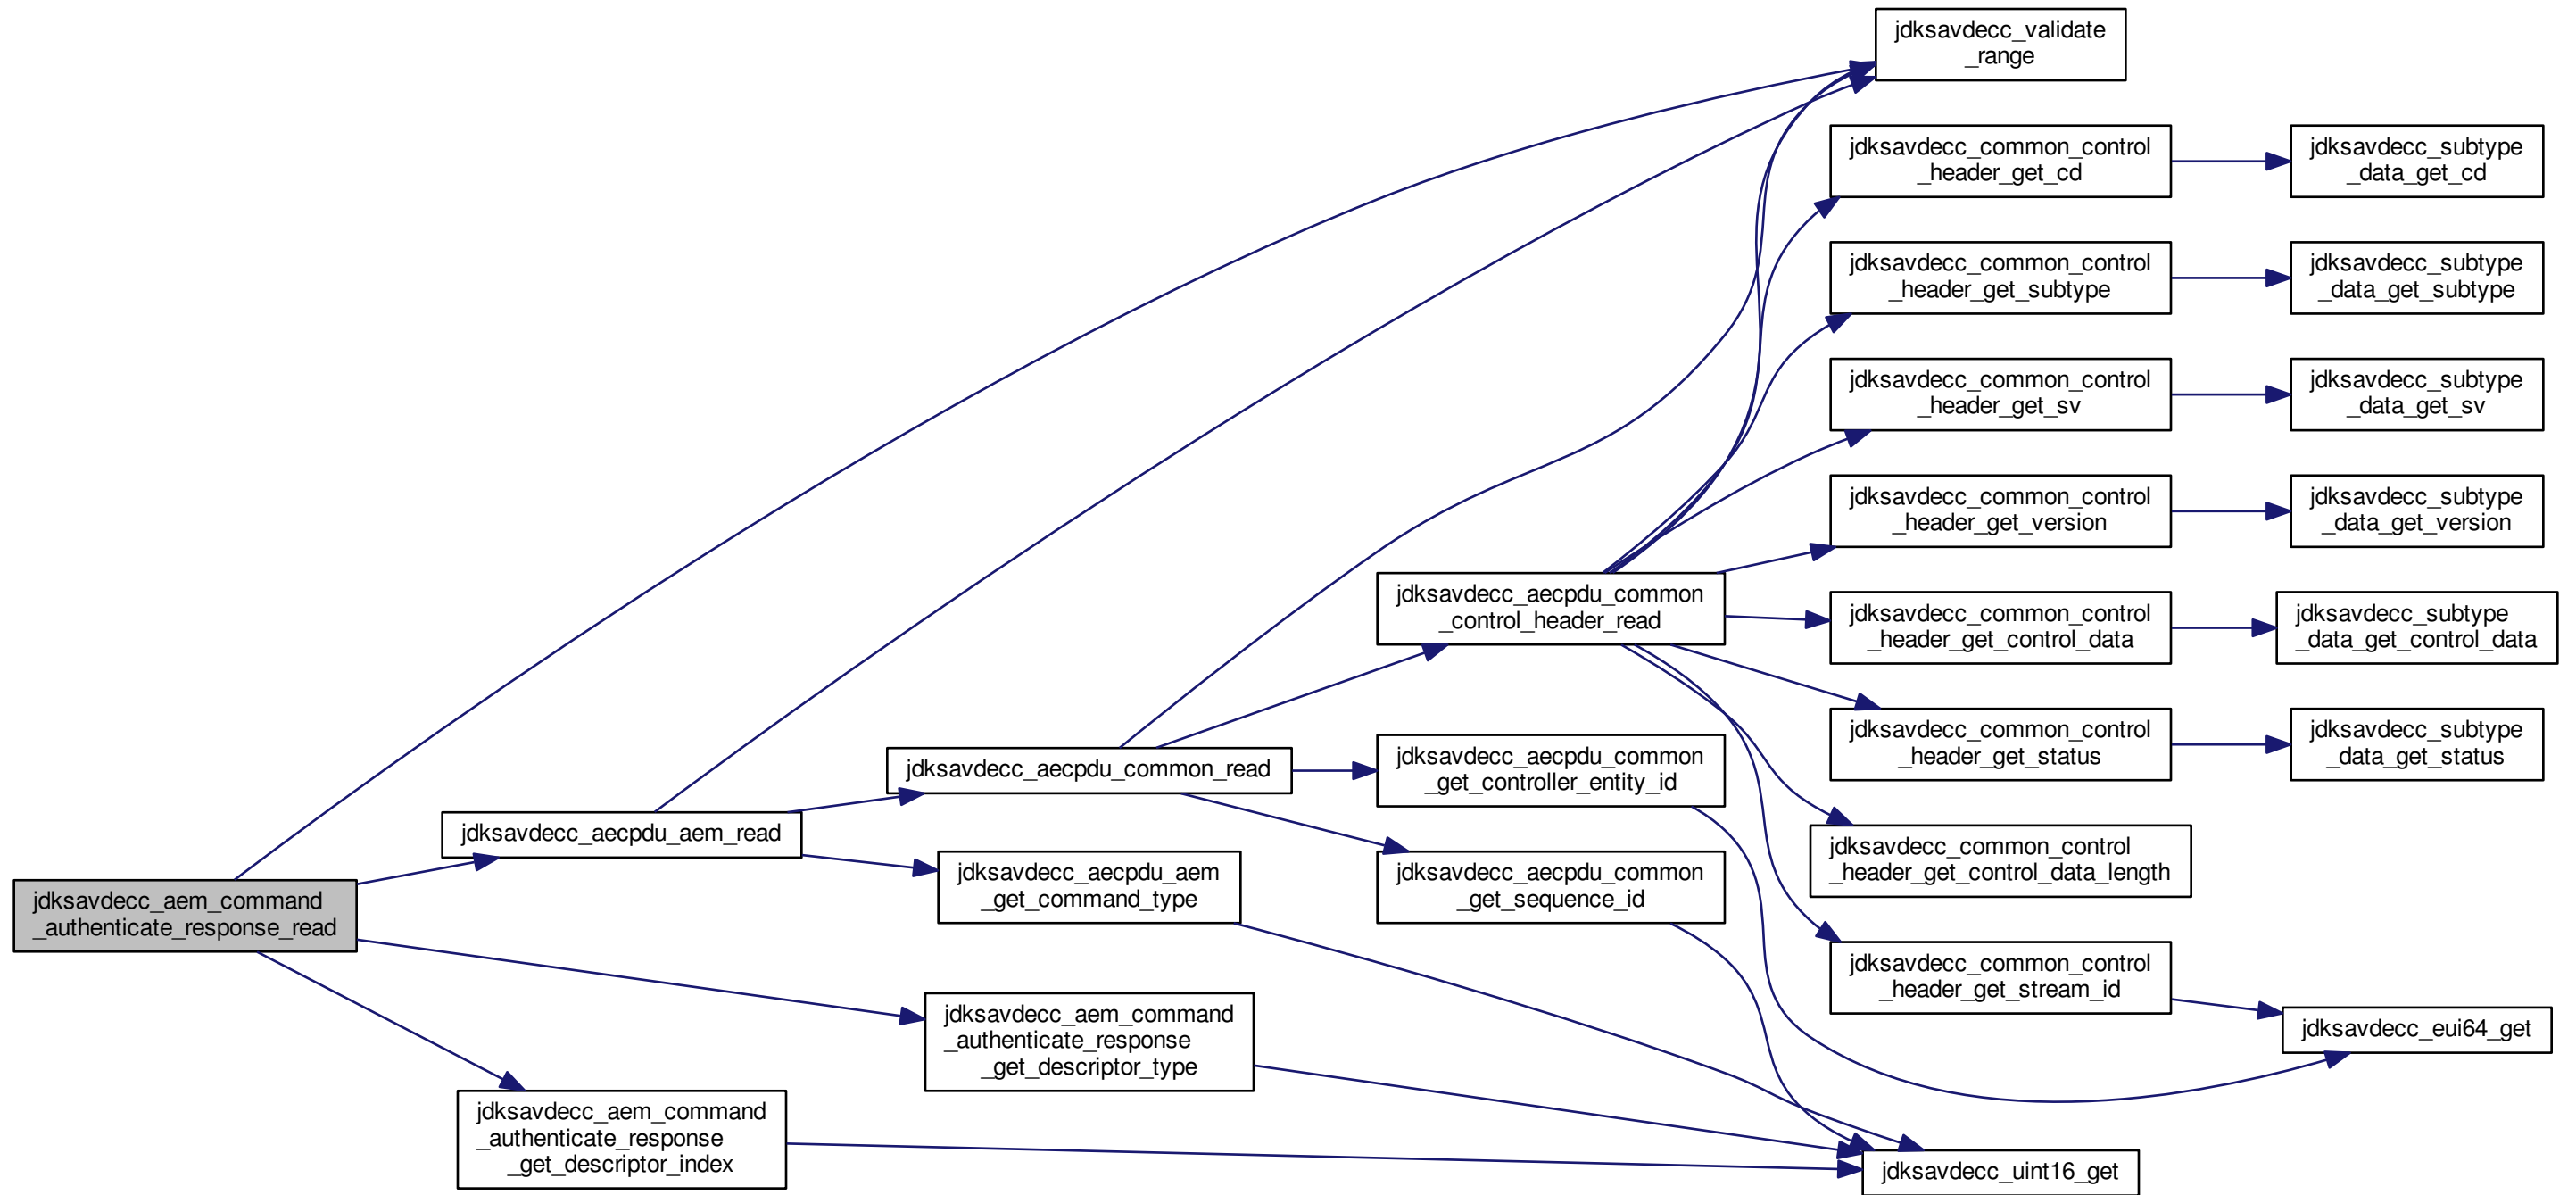 jdksavdecc_aem_command
_authenticate_response_read
jdksavdecc_aecpdu_aem_read
jdksavdecc_aem_command
_authenticate_response
_get_descriptor_index
jdksavdecc_aecpdu_common_read
jdksavdecc_aecpdu_aem
_get_command_type
jdksavdecc_aem_command
_authenticate_response
_get_descriptor_type
jdksavdecc_aecpdu_common
_control_header_read
jdksavdecc_aecpdu_common
_get_controller_entity_id
jdksavdecc_aecpdu_common
_get_sequence_id
jdksavdecc_validate
_range
jdksavdecc_common_control
_header_get_cd
jdksavdecc_common_control
_header_get_subtype
jdksavdecc_common_control
_header_get_sv
jdksavdecc_common_control
_header_get_version
jdksavdecc_common_control
_header_get_control_data
jdksavdecc_common_control
_header_get_status
jdksavdecc_common_control
_header_get_control_data_length
jdksavdecc_common_control
_header_get_stream_id
jdksavdecc_uint16_get
jdksavdecc_subtype
_data_get_cd
jdksavdecc_subtype
_data_get_subtype
jdksavdecc_subtype
_data_get_sv
jdksavdecc_subtype
_data_get_version
jdksavdecc_subtype
_data_get_control_data
jdksavdecc_subtype
_data_get_status
jdksavdecc_eui64_get